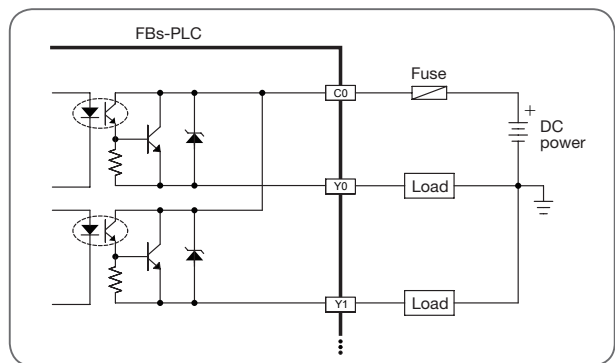 FBs-PLC
C0
Fuse
+
DC
power
Y0
Load
Y1
Load